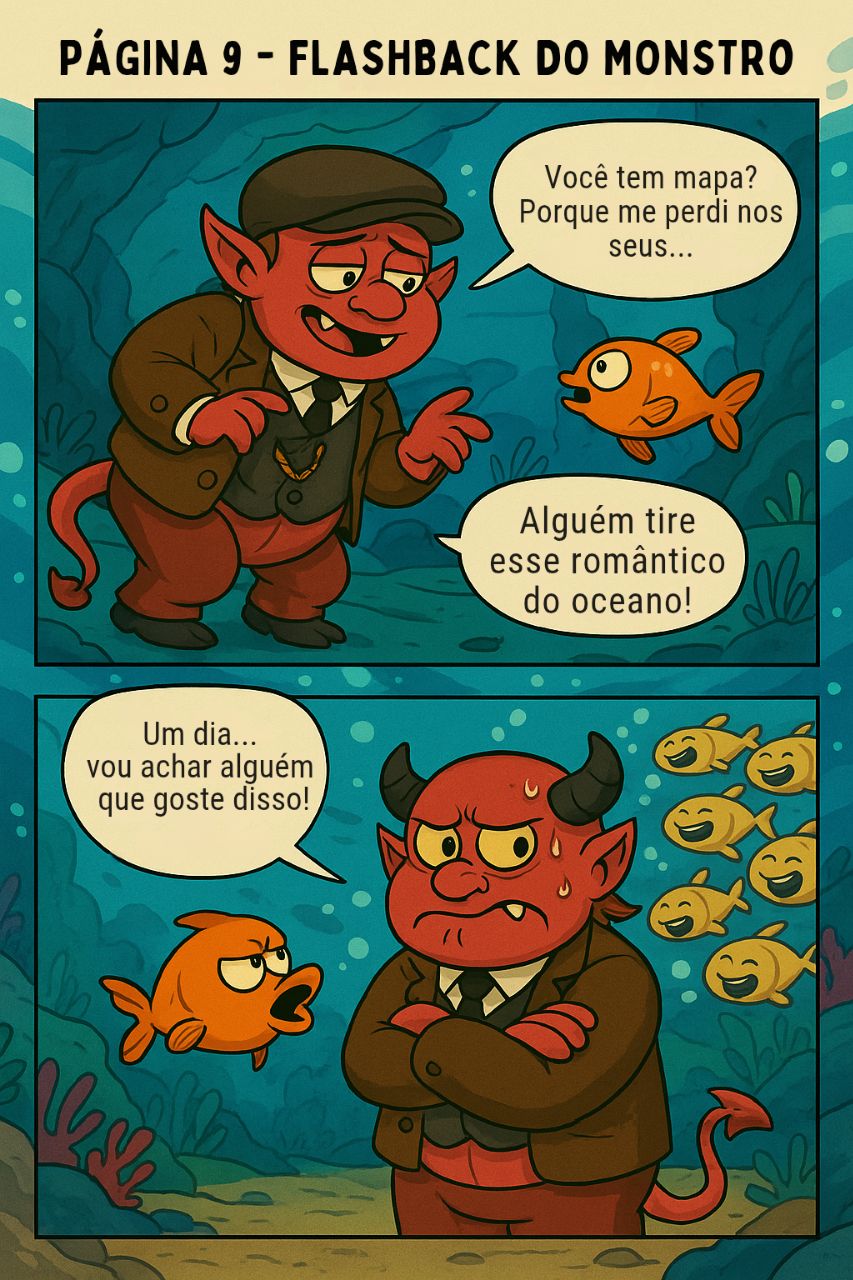 PÁGINA 9 - FLASHBACK DO MONSTRO
Você tem mapa?
Porque me perdi nos
seus...
Alguém tire
esse romântico
do oceano!
Um dia...
vou achar alguém
que goste disso!